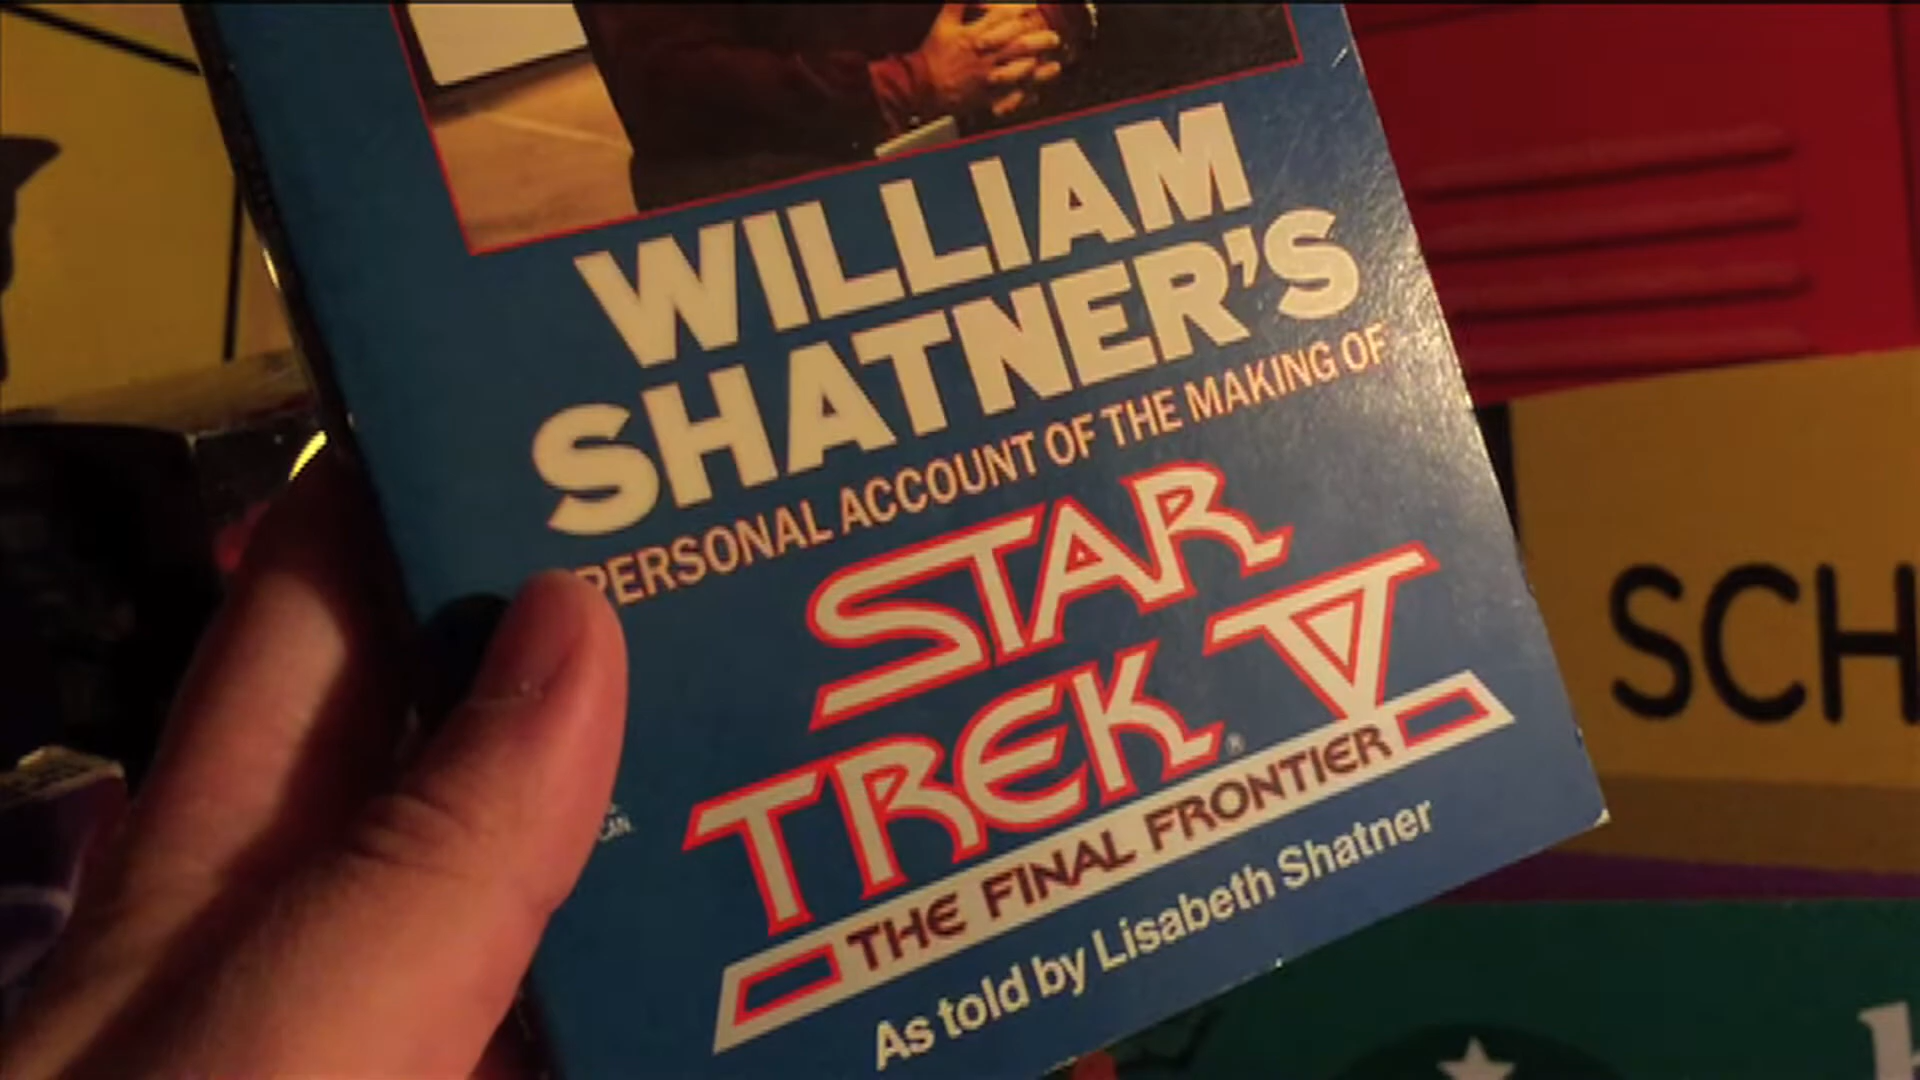 WILLIAM
SHATNER'S
PERSONAL ACCOUNT OF THE MAKING OF
STAR
TREK V
®
THE FINAL FRONTIER
As told by Lisabeth Shatner
CAN.
SCH